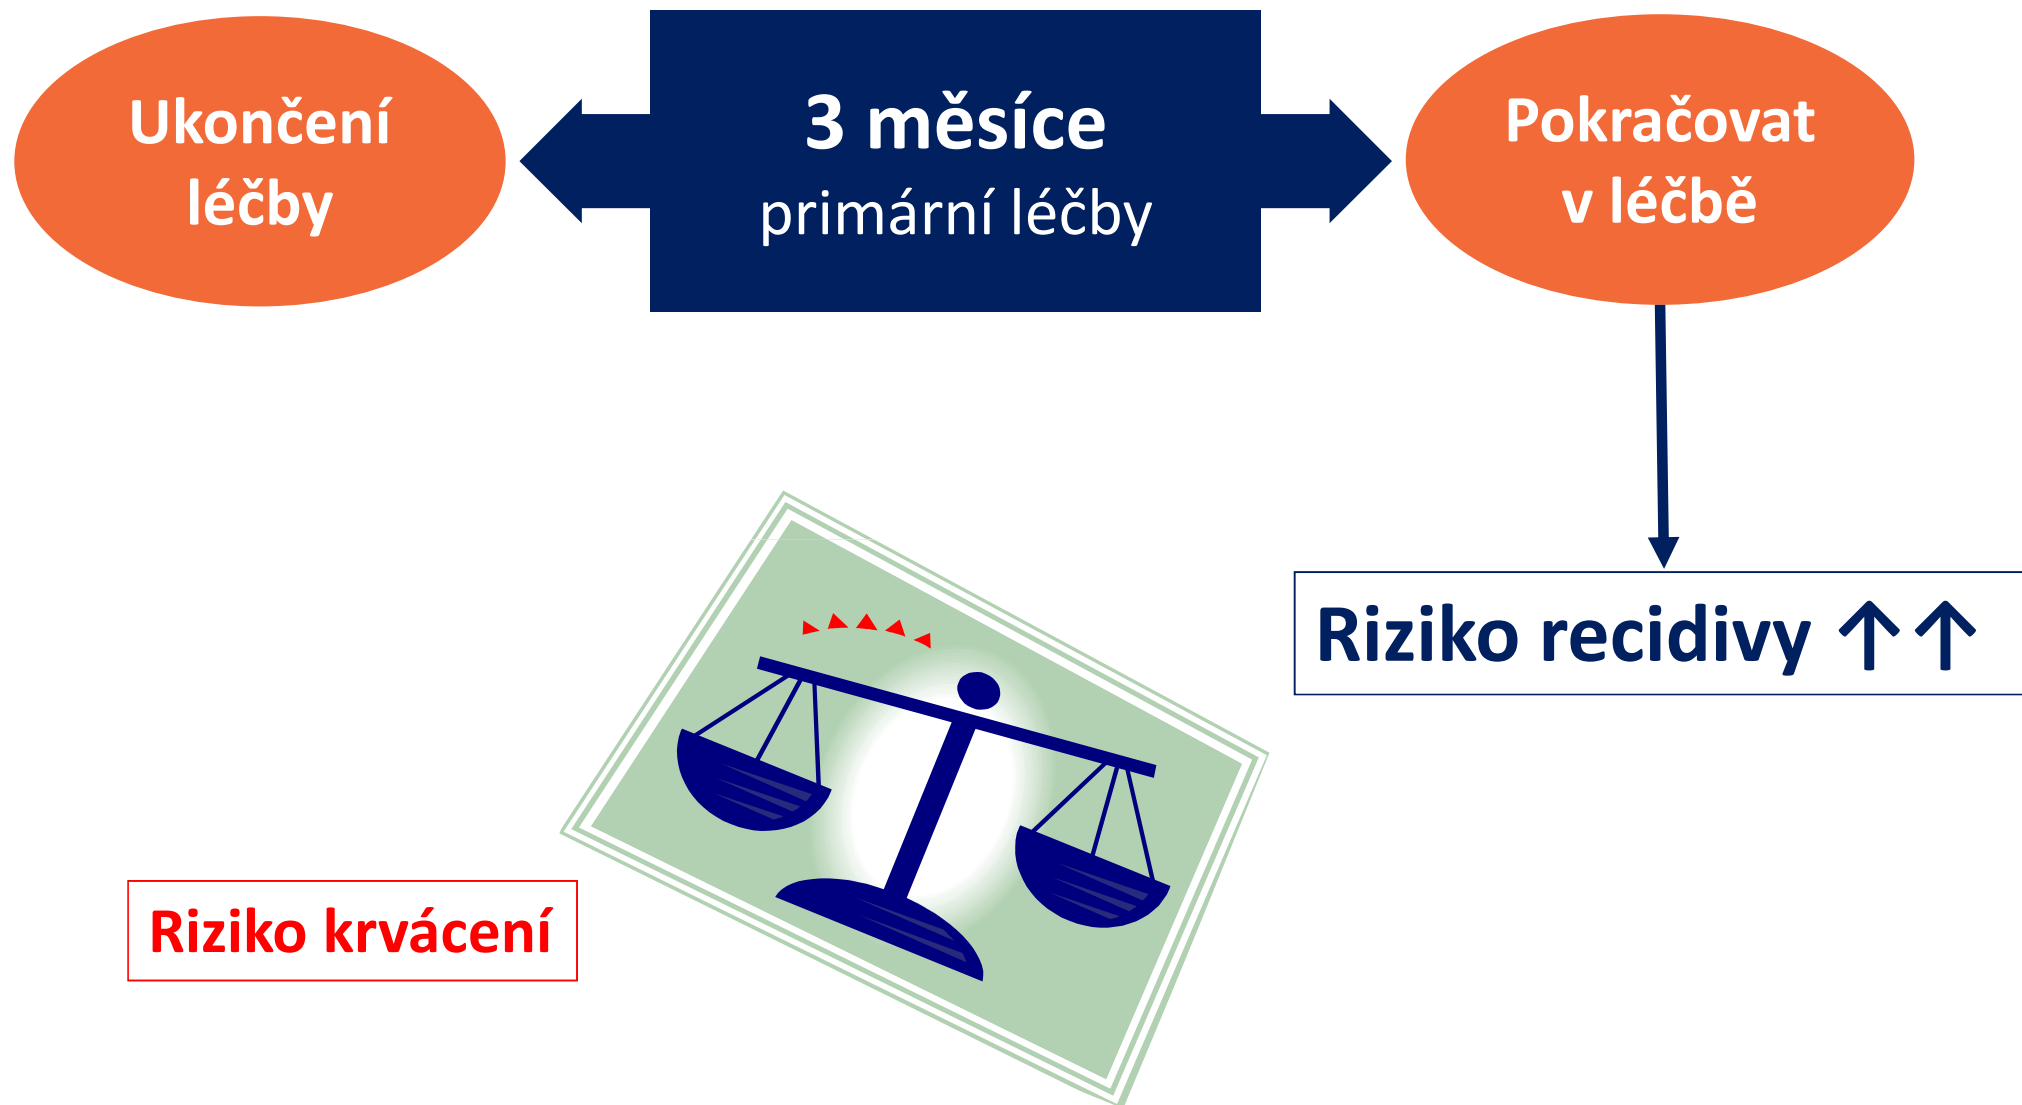 Ukončení
léčby
3 měsíce
primární léčby
Pokračovat
v léčbě
Riziko recidivy ↑↑
Riziko krvácení